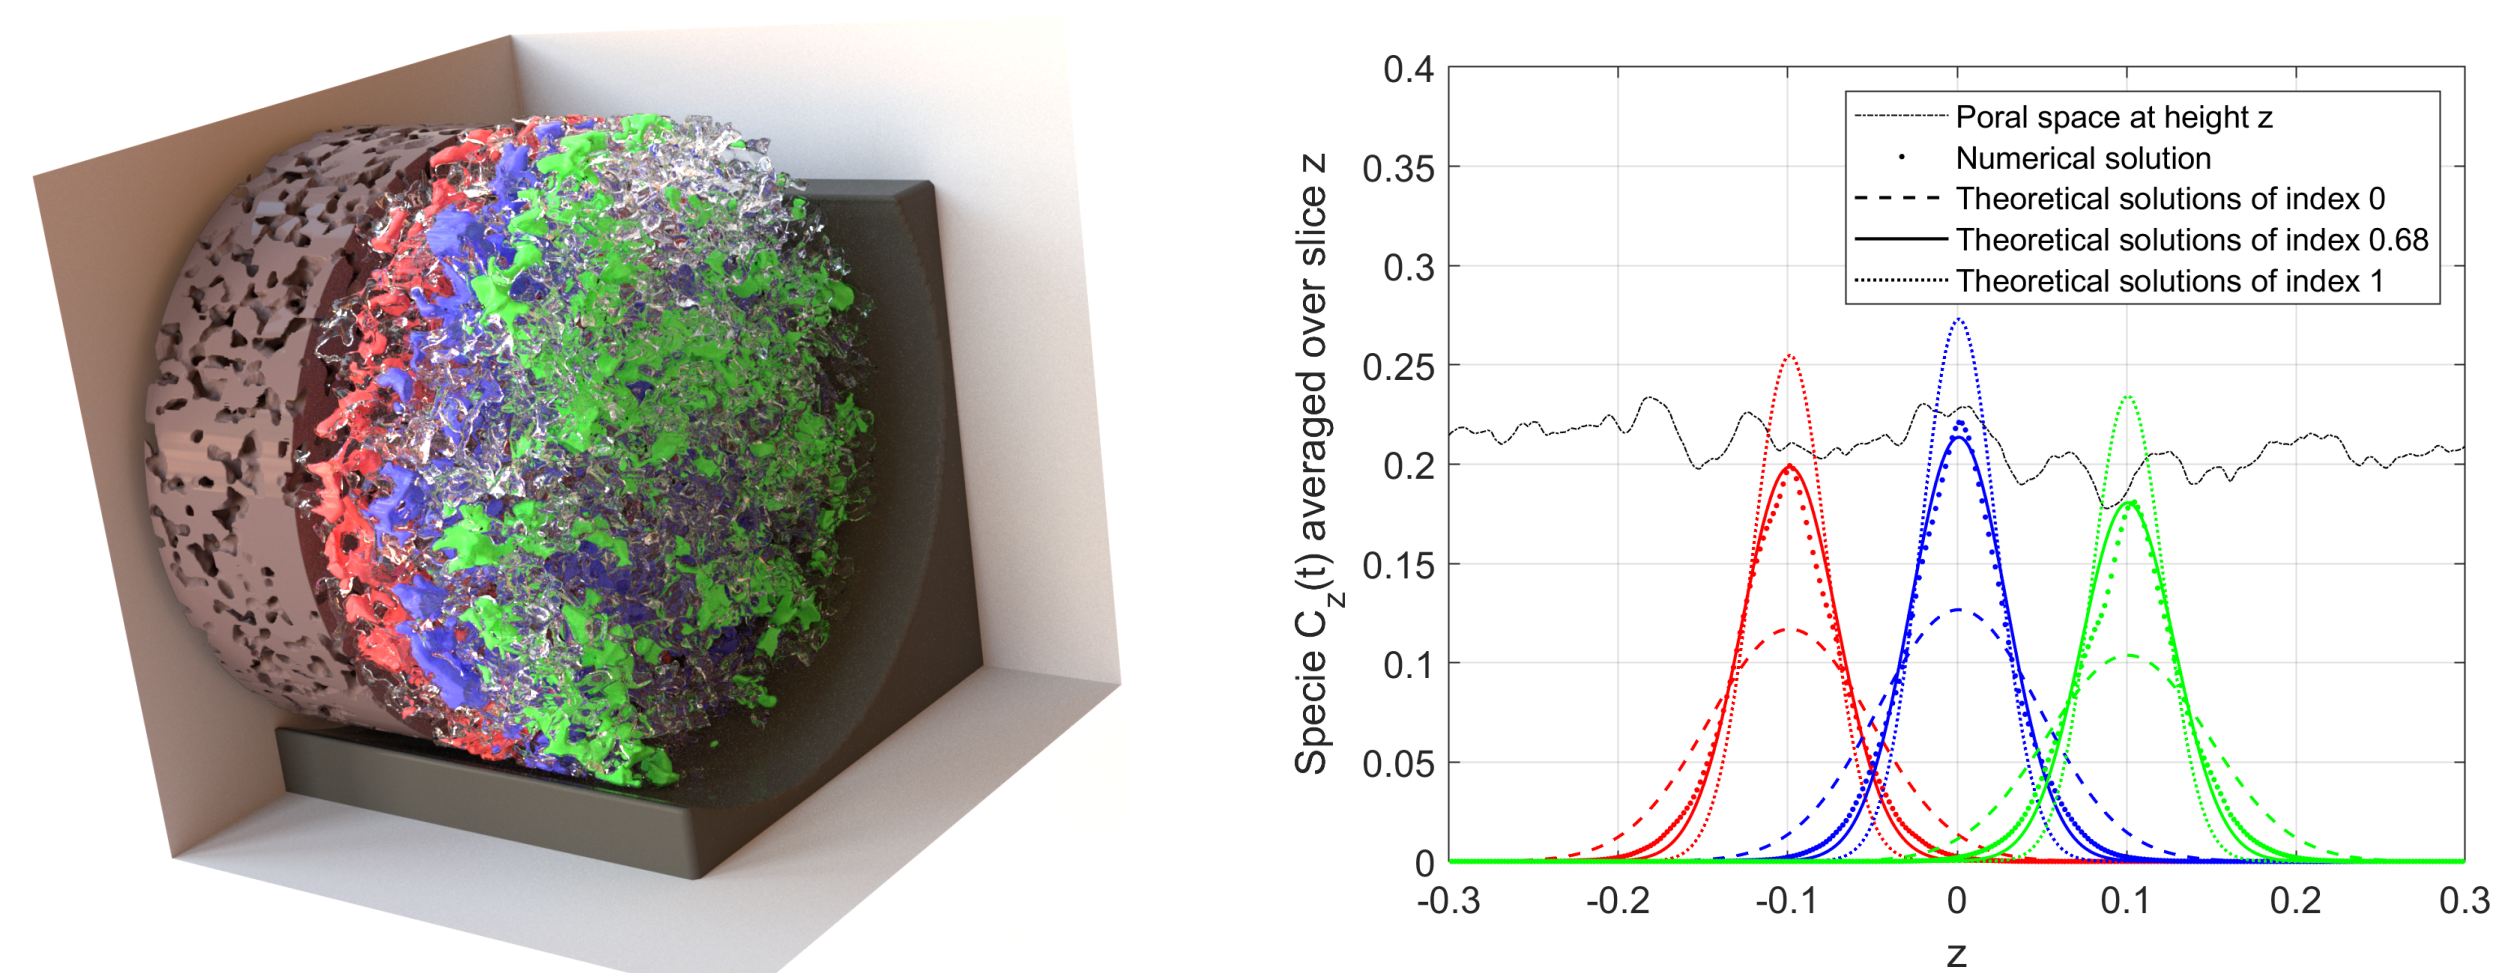 0.4
0.35
0.3
0.25
0.2
0.15
0.1
0.05
0
-0.3
-0.2
-0.1
0
0.1
0.2
0.3
z
Specie C_z(t) averaged over slice z
Poral space at height z
Numerical solution
Theoretical solutions of index 0
Theoretical solutions of index 0.68
Theoretical solutions of index 1